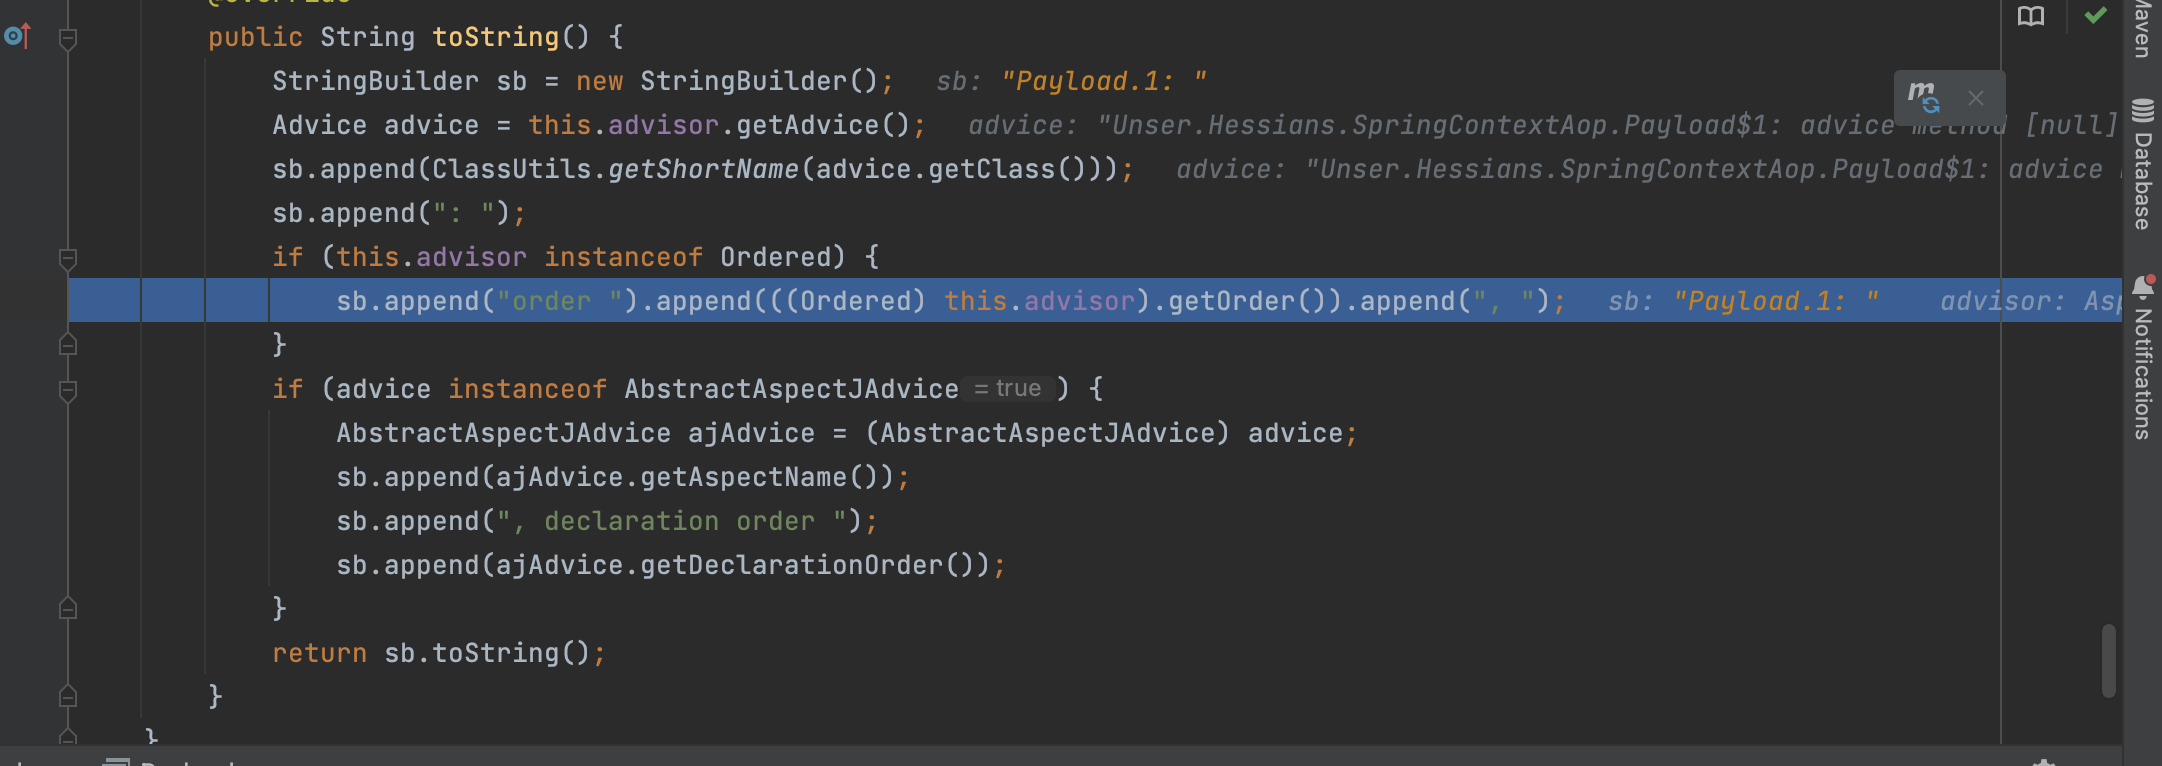 public String toString() {
StringBuilder sb = new StringBuilder();   sb: "Payload.1: "
Advice advice = this.advisor.getAdvice();   advice: "Unser.Hessians.SpringContextAop.Payload$1: advice method [null]
sb.append(ClassUtils.getShortName(advice.getClass()));   advice: "Unser.Hessians.SpringContextAop.Payload$1: advice
sb.append(": ");
if (this.advisor instanceof Ordered) {
sb.append("order ").append(((Ordered) this.advisor).getOrder()).append(", ");   sb: "Payload.1: "   advisor: Asp
}
if (advice instanceof AbstractAspectJAdvice = true ) {
AbstractAspectJAdvice ajAdvice = (AbstractAspectJAdvice) advice;
sb.append(ajAdvice.getAspectName());
sb.append(", declaration order ");
sb.append(ajAdvice.getDeclarationOrder());
}
return sb.toString();
}
}
m
Maven
Database
Notifications